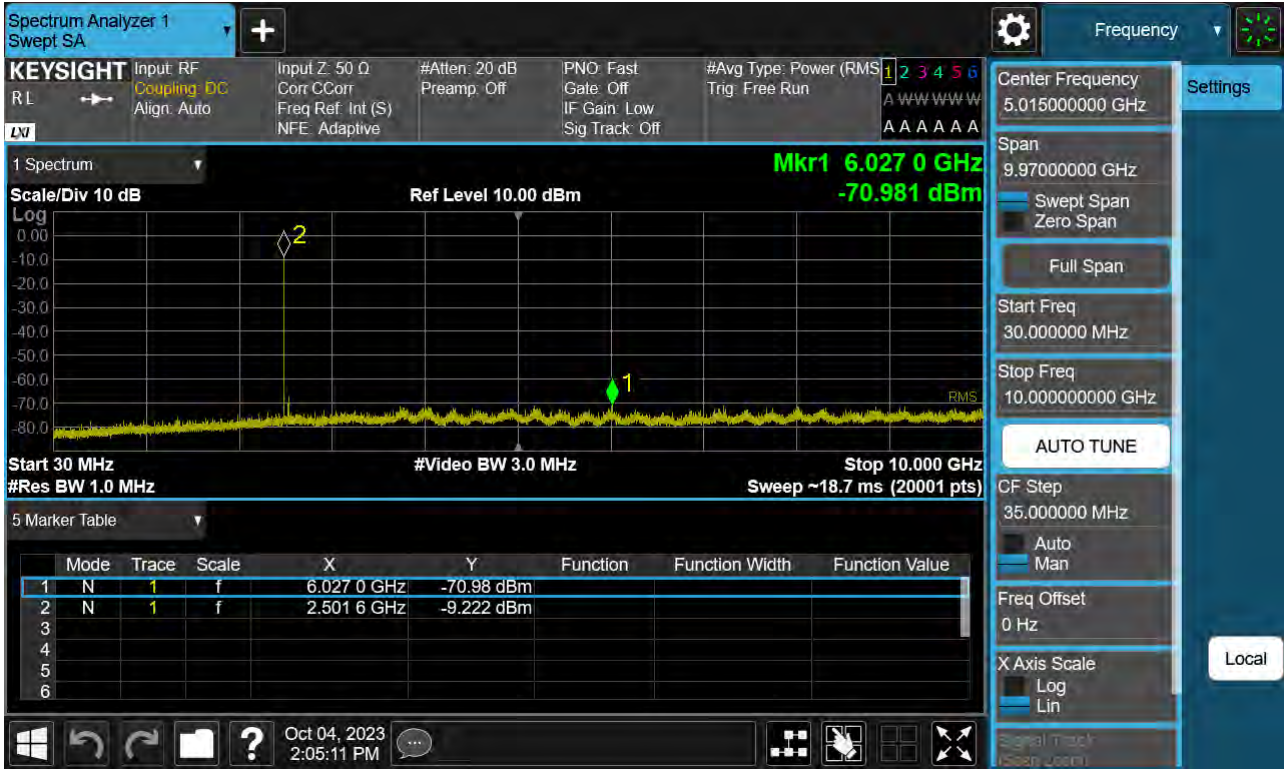 Spectrum Analyzer 1
Swept SA
+
Frequency
KEYSIGHT
RL
LXI
Input: RF
Coupling: DC
Align: Auto
Input Z: 50 Ω
Corr CCorr
Freq Ref: Int (S)
NFE: Adaptive
#Atten: 20 dB
Preamp: Off
PNO: Fast
Gate: Off
IF Gain: Low
Sig Track: Off
#Avg Type: Power (RMS
Trig: Free Run
1 2 3 4 5 6
A W W W W W
A A A A A A
Center Frequency
5.015000000 GHz
Settings
1 Spectrum
Mkr1 6.027 0 GHz
-70.981 dBm
Scale/Div 10 dB
Ref Level 10.00 dBm
Log
0.00
-10.0
-20.0
-30.0
-40.0
-50.0
-60.0
-70.0
-80.0
2
1
RMS
Start 30 MHz
#Video BW 3.0 MHz
Stop 10.000 GHz
#Res BW 1.0 MHz
Sweep ~18.7 ms (20001 pts)
Span
9.97000000 GHz
Swept Span
Zero Span
Full Span
Start Freq
30.000000 MHz
Stop Freq
10.000000000 GHz
AUTO TUNE
CF Step
35.000000 MHz
Auto
Man
Freq Offset
0 Hz
X Axis Scale
Log
Lin
Signal Track
(Span Zoom)
Local
5 Marker Table
Mode Trace Scale X Y Function Function Width Function Value
1 N 1 f 6.027 0 GHz -70.98 dBm
2 N 1 f 2.501 6 GHz -9.222 dBm
3
4
5
6
?
Oct 04, 2023
2:05:11 PM